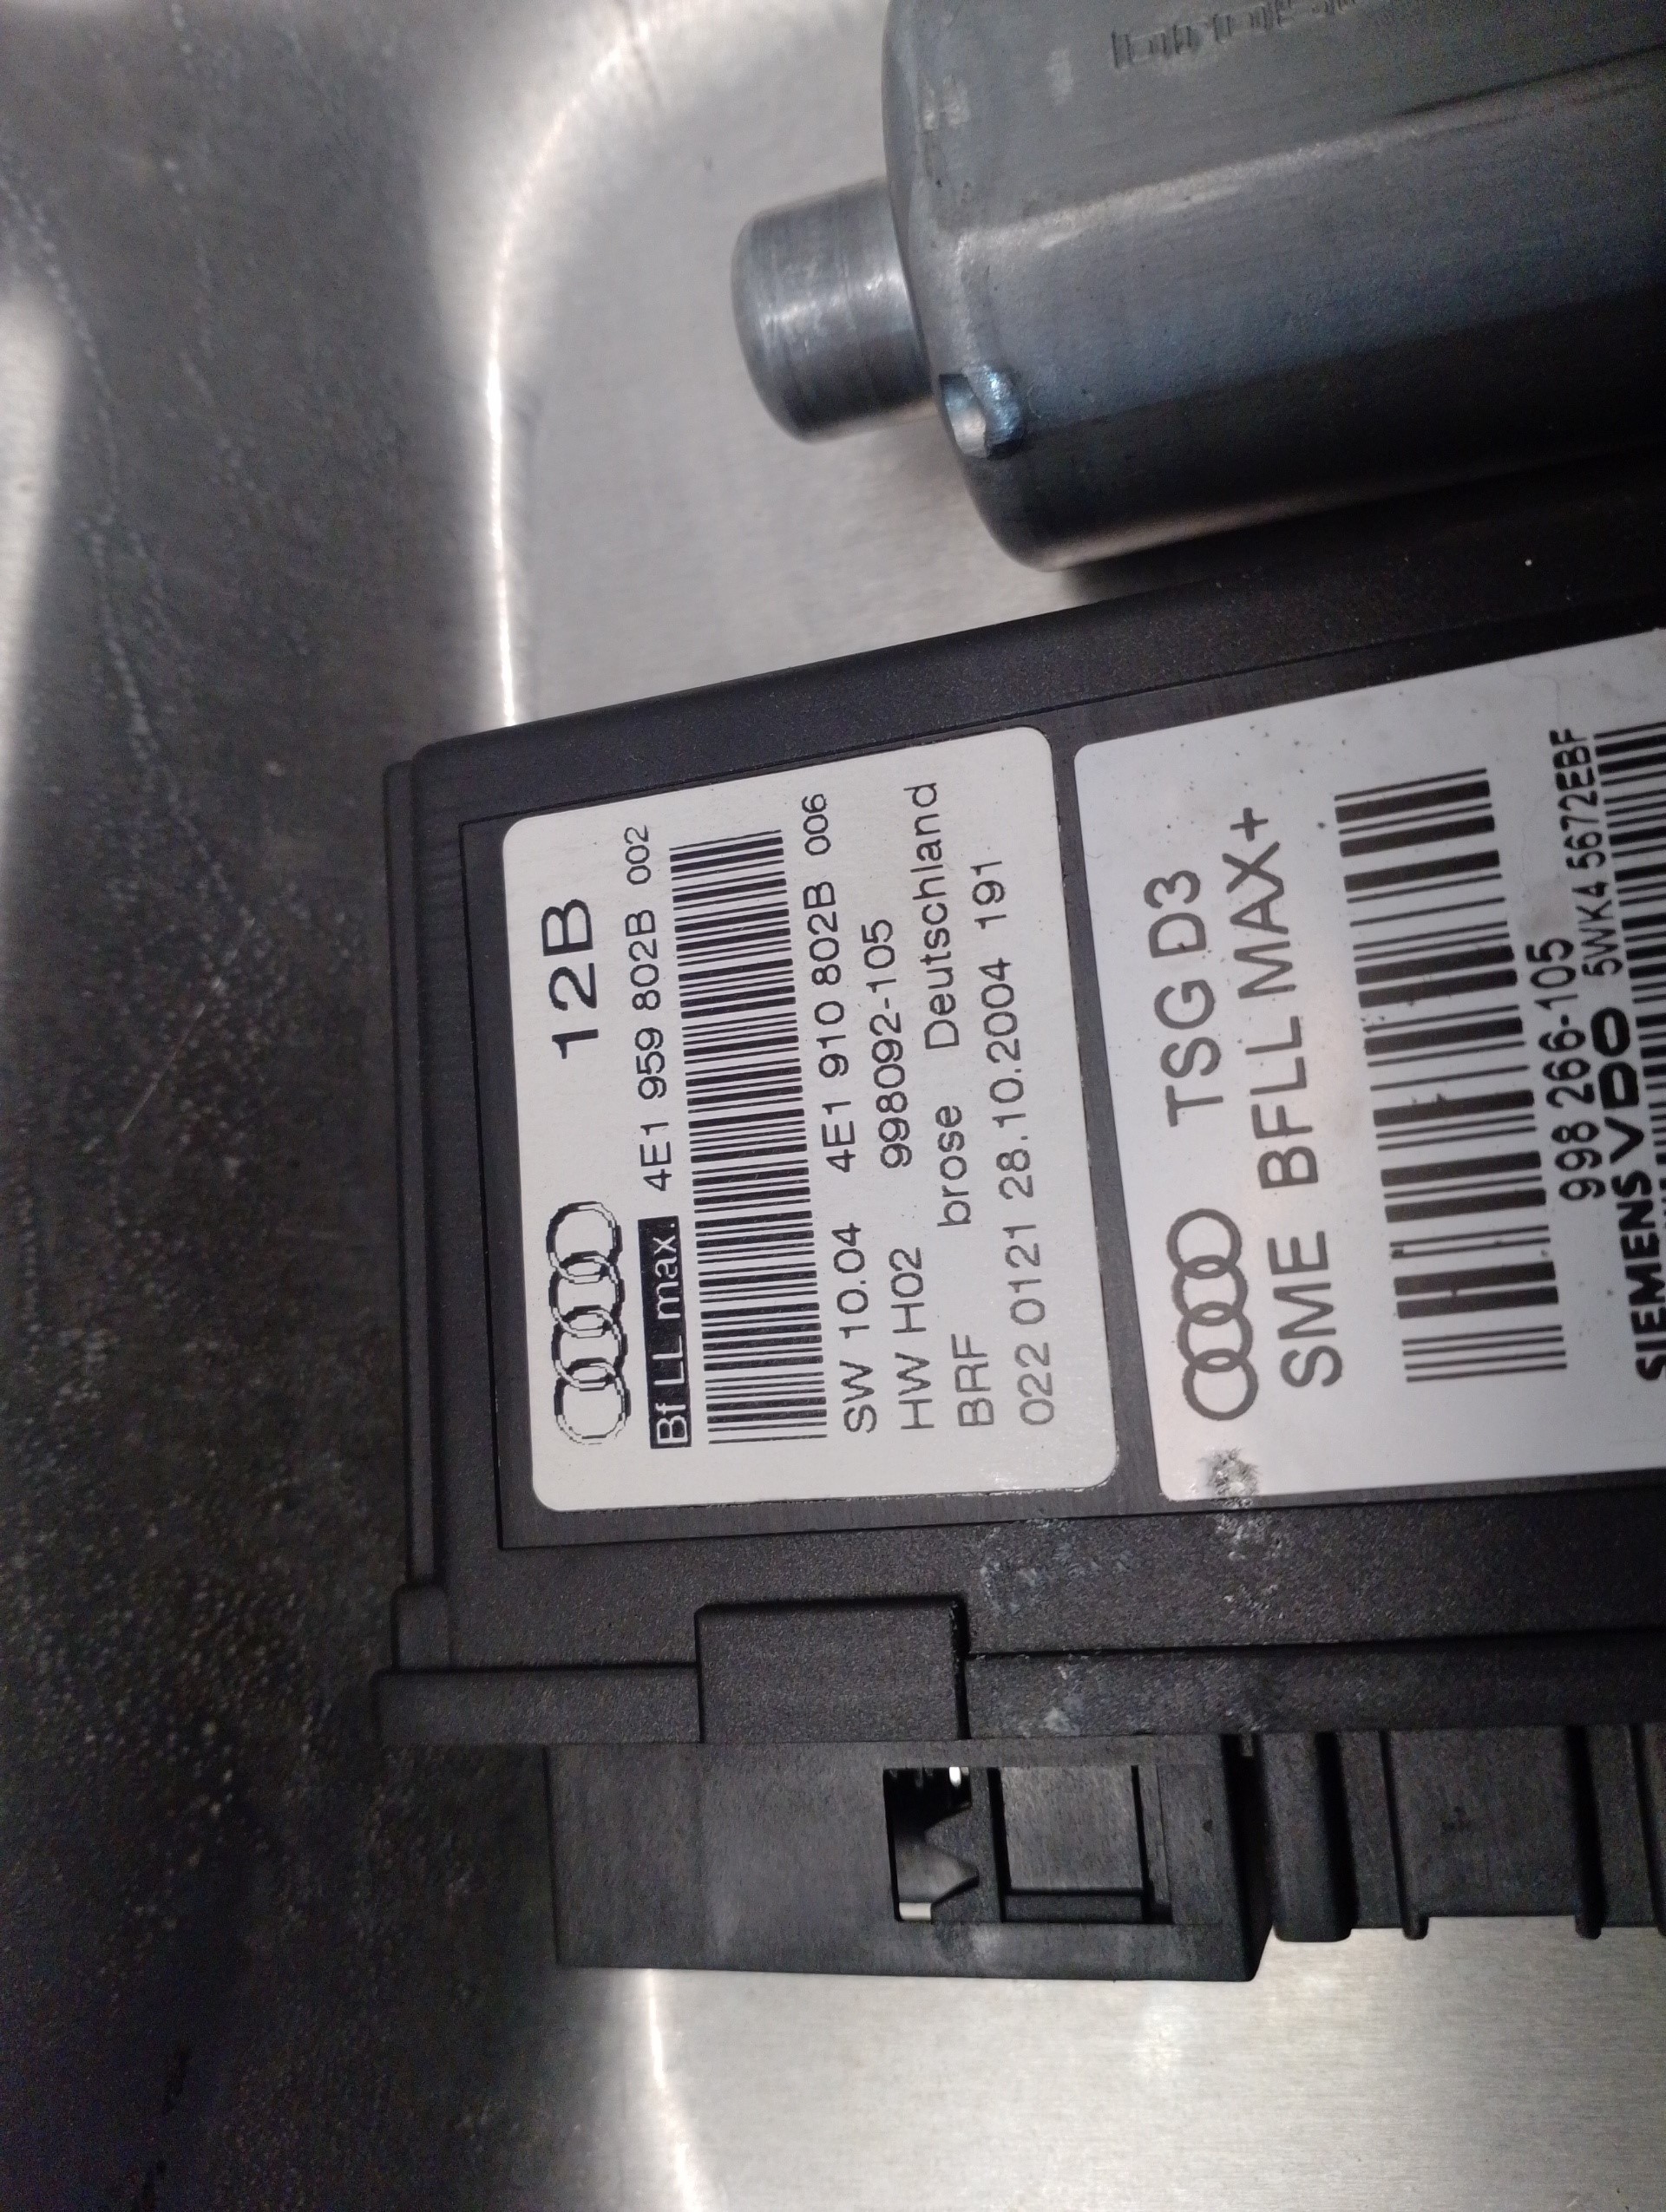 12B
Bf LL max. 4E1 959 802B 002
SW 10.04 4E1 910 802B 006
HW H02 998092-105
BRF brose Deutschland
022 0121 28.10.2004 191
TSG D3
SME BFLL MAX+
998 266-105
SIEMENS VDO 5WK4 5672EBF